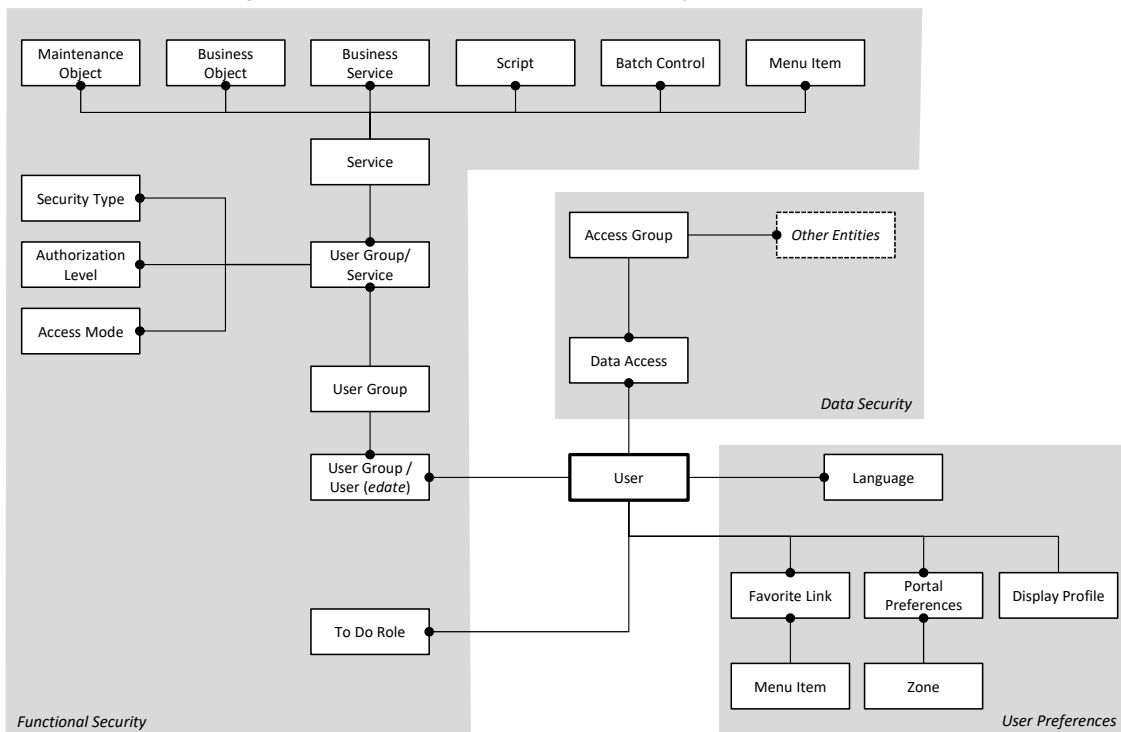 Maintenance
Object
Business
Object
Business
Service
Script
Batch Control
Menu Item
Service
Security Type
Authorization
Level
Access Mode
User Group/
Service
User Group
User Group /
User (edate)
To Do Role
Functional Security
Access Group
Other Entities
Data Access
Data Security
User
Language
Favorite Link
Portal
Preferences
Display Profile
Menu Item
Zone
User Preferences